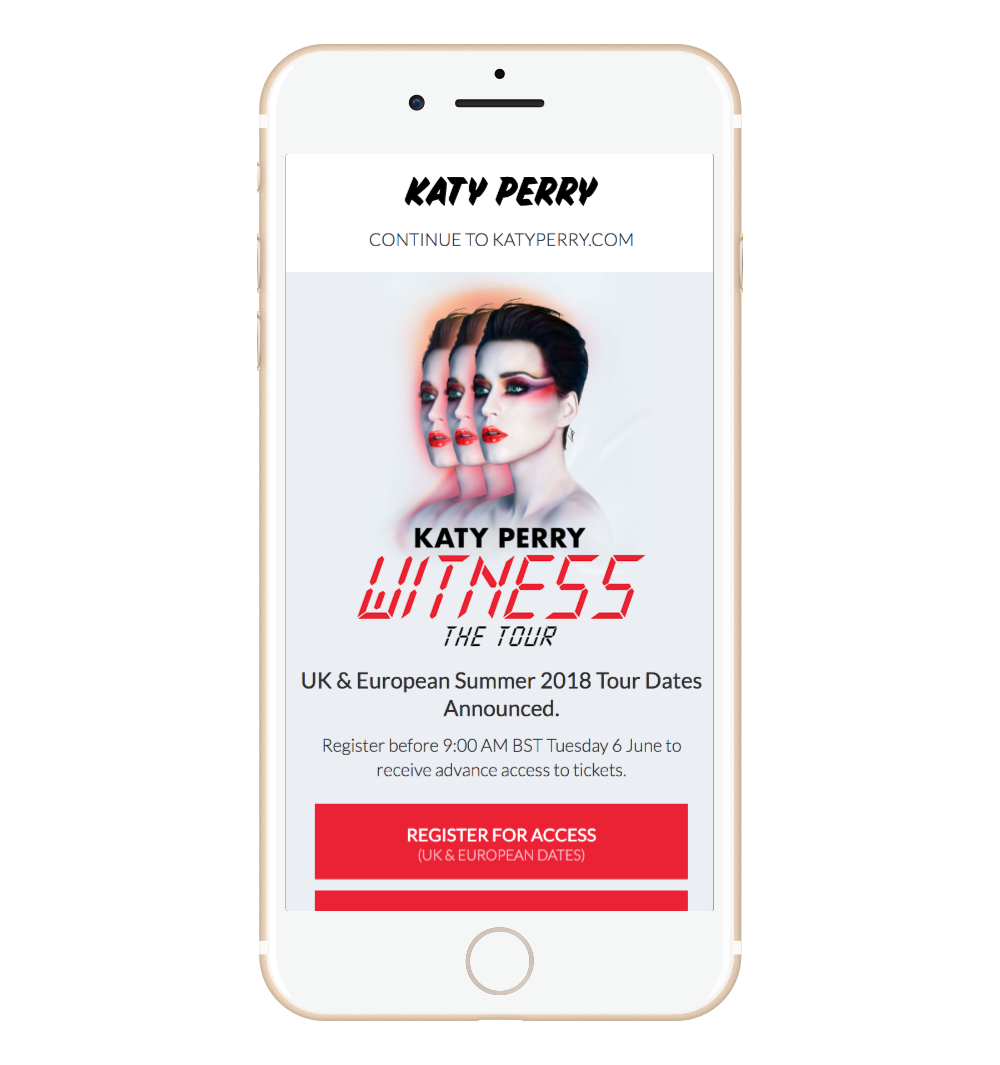 KATY PERRY
CONTINUE TO KATYPERRY.COM
KATY PERRY
WITNESS
THE TOUR
UK & European Summer 2018 Tour Dates
Announced.
Register before 9:00 AM BST Tuesday 6 June to
receive advance access to tickets.
REGISTER FOR ACCESS
(UK & EUROPEAN DATES)